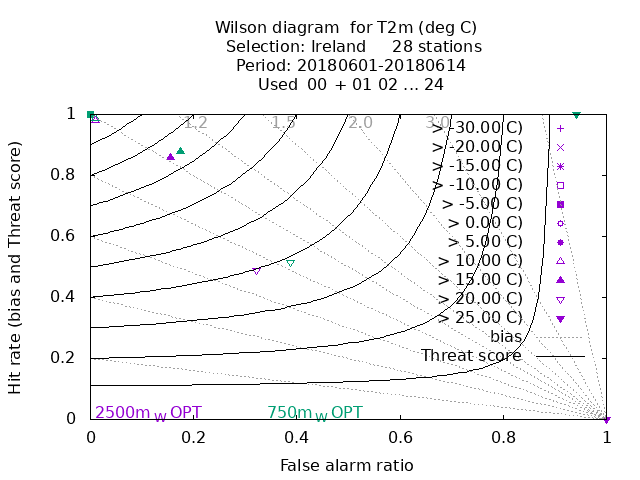 Wilson diagram  for T2m (deg C)
Selection: Ireland     28 stations
Period: 20180601-20180614
Used  00  + 01 02 ... 24
Hit rate (bias and Threat score)
1
0.8
0.6
0.4
0.2
0
1.2
1.5
2.0
3.0
> -30.00 C)
> -20.00 C)
> -15.00 C)
> -10.00 C)
> -5.00 C)
> 0.00 C)
> 5.00 C)
> 10.00 C)
> 15.00 C)
> 20.00 C)
> 25.00 C)
bias
Threat score
2500m W OPT
750m W OPT
0
0.2
0.4
0.6
0.8
1
False alarm ratio